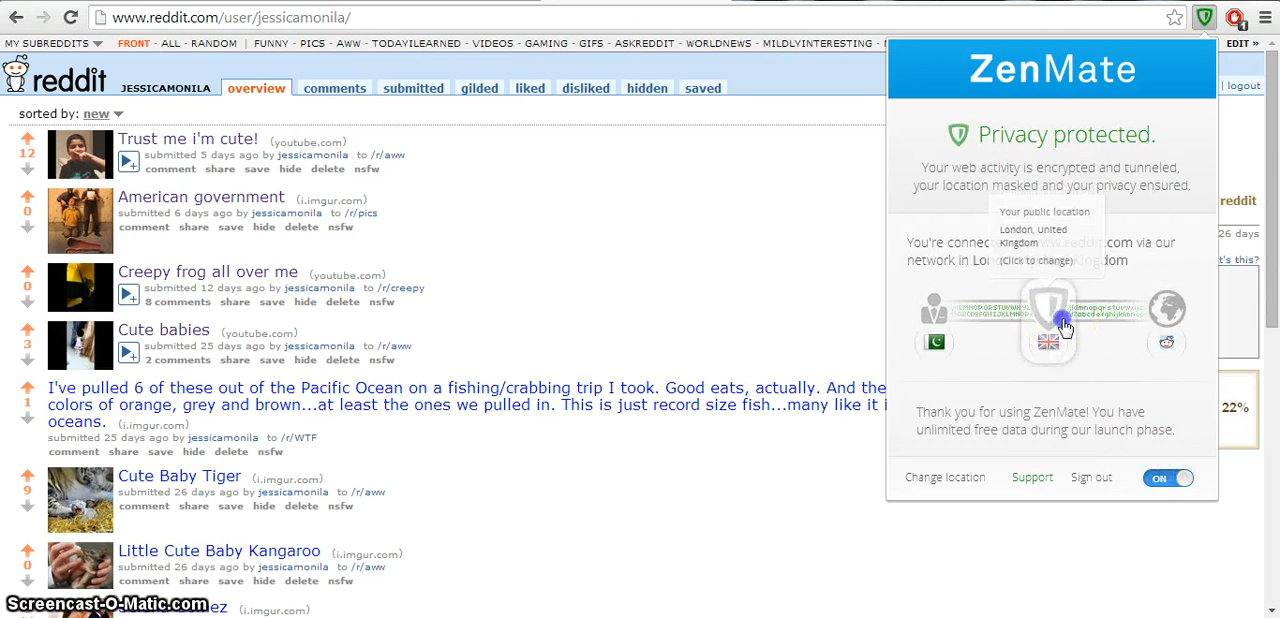 www.reddit.com/user/jessicamonila/
1
MY SUBREDDITS FRONT - ALL - RANDOM | FUNNY - PICS - AWW - TODAYILEARNED - VIDEOS - GAMING - GIFS - ASKREDDIT - WORLDNEWS - MILDLYINTERESTING - EDIT »
reddit JESSICAMONILA overview comments submitted gilded liked disliked hidden saved | logout
sorted by: new
Trust me i'm cute! (youtube.com)
12
submitted 5 days ago by jessicamonila to /r/aww
comment share save hide delete nsfw
American government (i.imgur.com)
0
submitted 6 days ago by jessicamonila to /r/pics
comment share save hide delete nsfw
Creepy frog all over me (youtube.com)
0
submitted 12 days ago by jessicamonila to /r/creepy
8 comments share save hide delete nsfw
Cute babies (youtube.com)
3
submitted 25 days ago by jessicamonila to /r/aww
2 comments share save hide delete nsfw
1
I've pulled 6 of these out of the Pacific Ocean on a fishing/crabbing trip I took. Good eats, actually. And the
colors of orange, grey and brown...at least the ones we pulled in. This is just record size fish...many like it i
oceans. (i.imgur.com)
submitted 25 days ago by jessicamonila to /r/WTF
comment share save hide delete nsfw
Cute Baby Tiger (i.imgur.com)
9
submitted 26 days ago by jessicamonila to /r/aww
comment share save hide delete nsfw
Little Cute Baby Kangaroo (i.imgur.com)
0
submitted 26 days ago by jessicamonila to /r/aww
comment share save hide delete nsfw
(i.imgur.com)
Screencast-O-Matic.com
ZenMate
Privacy protected.
Your web activity is encrypted and tunneled,
your location masked and your privacy ensured.
Your public location
London, United
Kingdom
(Click to change)
You're connected .com via our
network in
Thank you for using ZenMate! You have
unlimited free data during our launch phase.
Change location Support Sign out ON
reddit
26 days
t's this?
22%